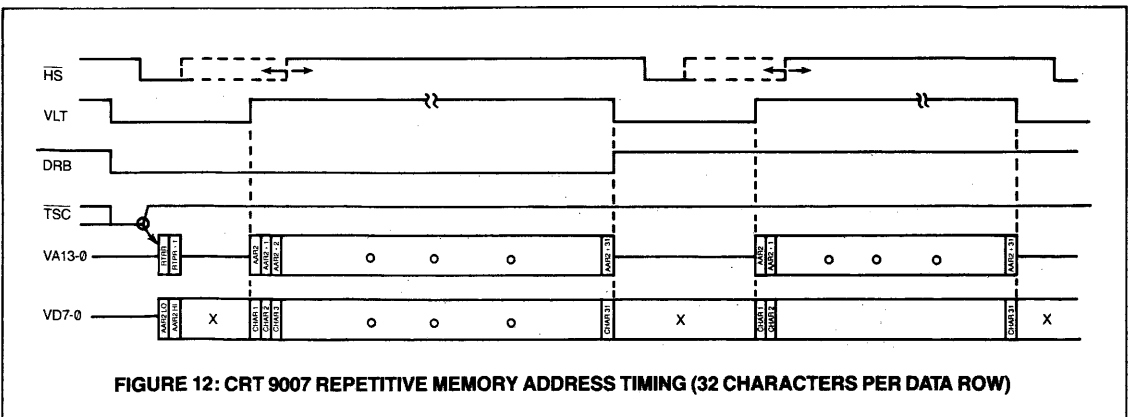 HS
VLT
DRB
TSC
VA13-0
RTPR - 1
AAR2
AAR2 - 1
AAR2 - 2
o o o
AAR2 - 31
AAR2
AAR2 - 1
o o o
AAR2 - 31
VD7-0
AAR2 LO
AAR2 HI
X
CHAR 1
CHAR 2
CHAR 3
o o o
CHAR 31
X
CHAR 1
CHAR 2
CHAR 31
X
FIGURE 12: CRT 9007 REPETITIVE MEMORY ADDRESS TIMING (32 CHARACTERS PER DATA ROW)